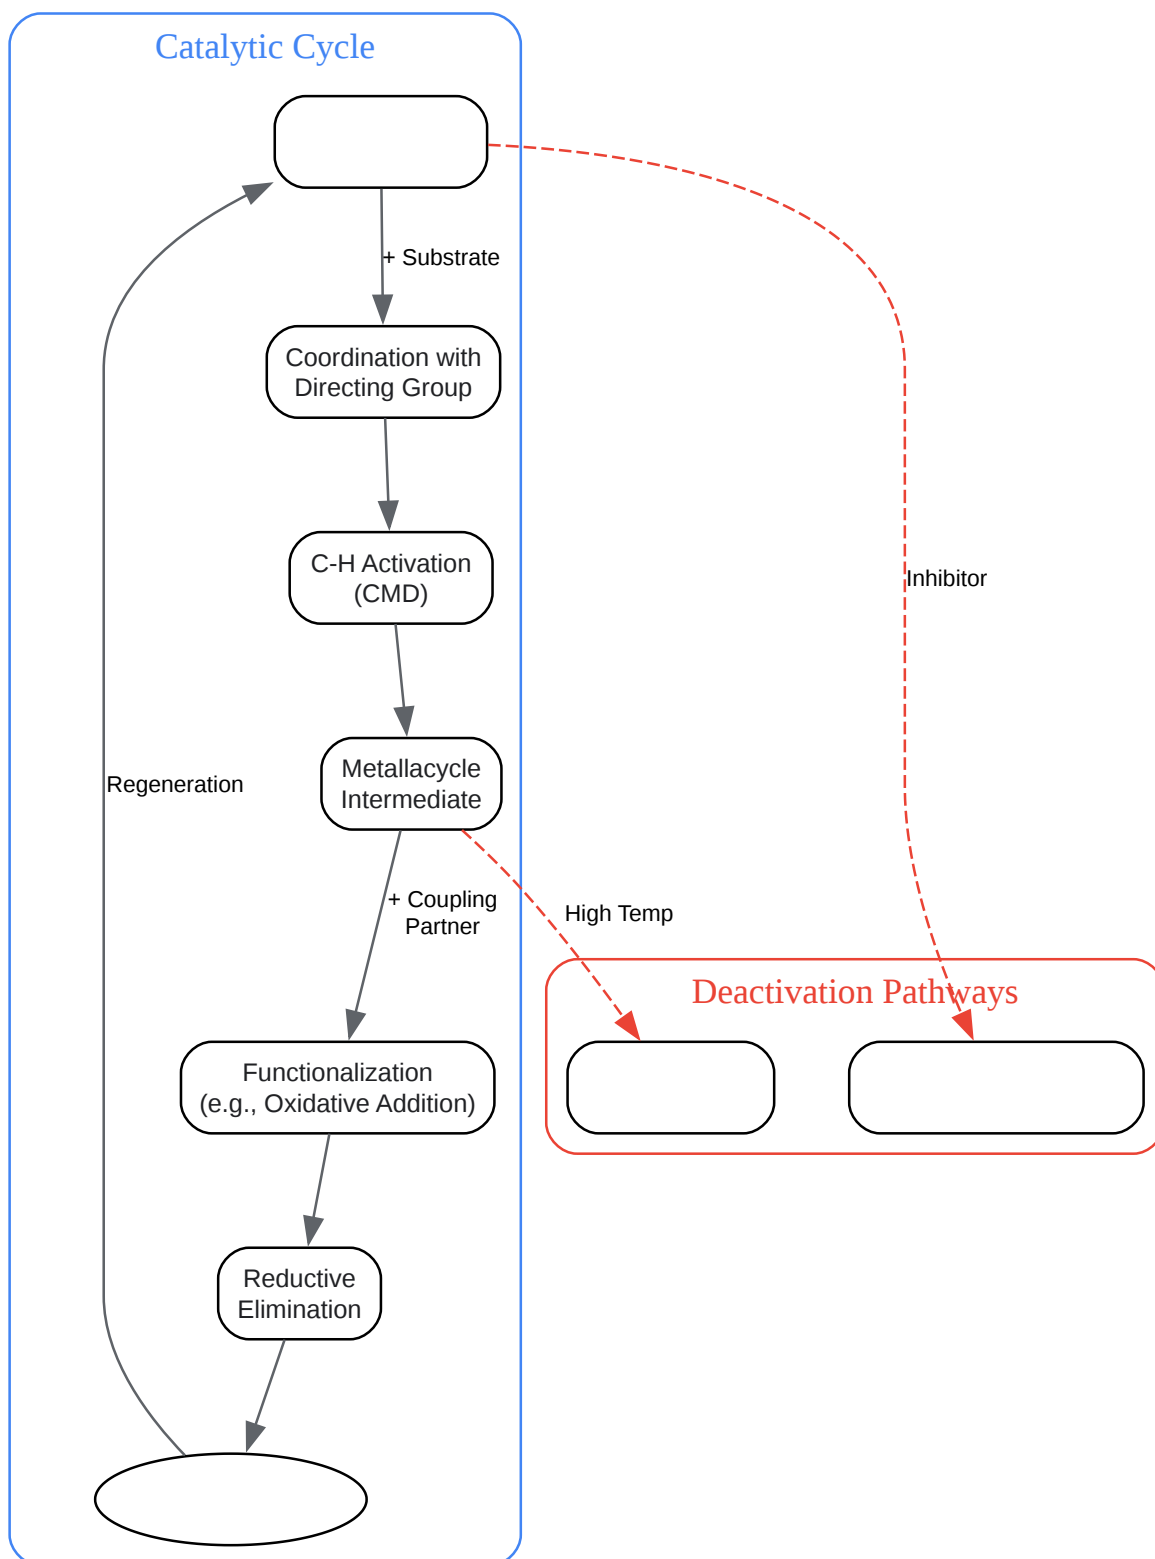 Catalytic Cycle
+ Substrate
Coordination with
Directing Group
C-H Activation
(CMD)
Inhibitor
Metallacycle
Intermediate
Regeneration
+ Coupling
Partner
High Temp
Deactivation Pathways
Functionalization
(e.g., Oxidative Addition)
Reductive
Elimination